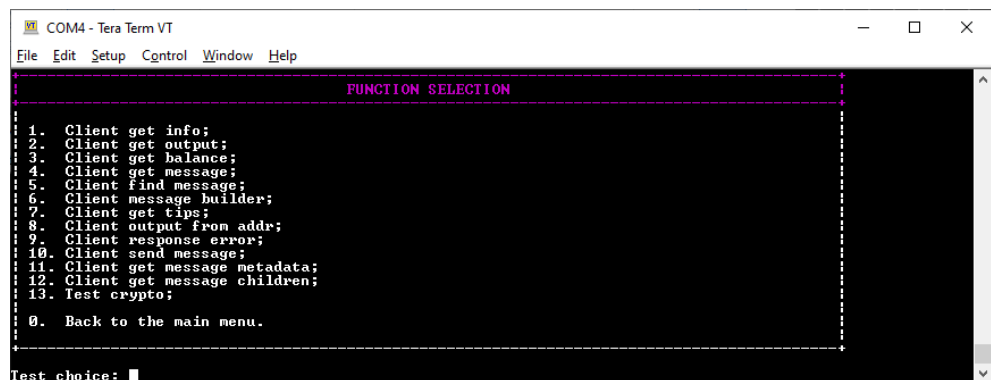 COM4 - Tera Term VT
File Edit Setup Control Window Help
FUNCTION SELECTION
1. Client get info;
2. Client get output;
3. Client get balance;
4. Client get message;
5. Client find message;
6. Client message builder;
7. Client get tips;
8. Client output from addr;
9. Client response error;
10. Client send message;
11. Client get message metadata;
12. Client get message children;
13. Test crypto;
0. Back to the main menu.
Test choice: